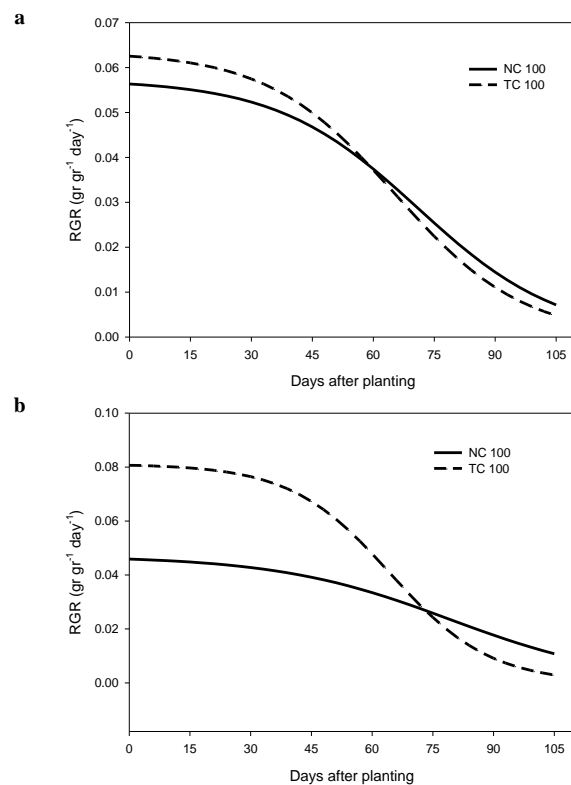 a
0.07
0.06
0.05
0.04
0.03
0.02
0.01
0.00
RGR (gr gr⁻¹ day⁻¹)
NC 100
TC 100
0 15 30 45 60 75 90 105
Days after planting
b
0.10
0.08
0.06
0.04
0.02
0.00
RGR (gr gr⁻¹ day⁻¹)
NC 100
TC 100
0 15 30 45 60 75 90 105
Days after planting